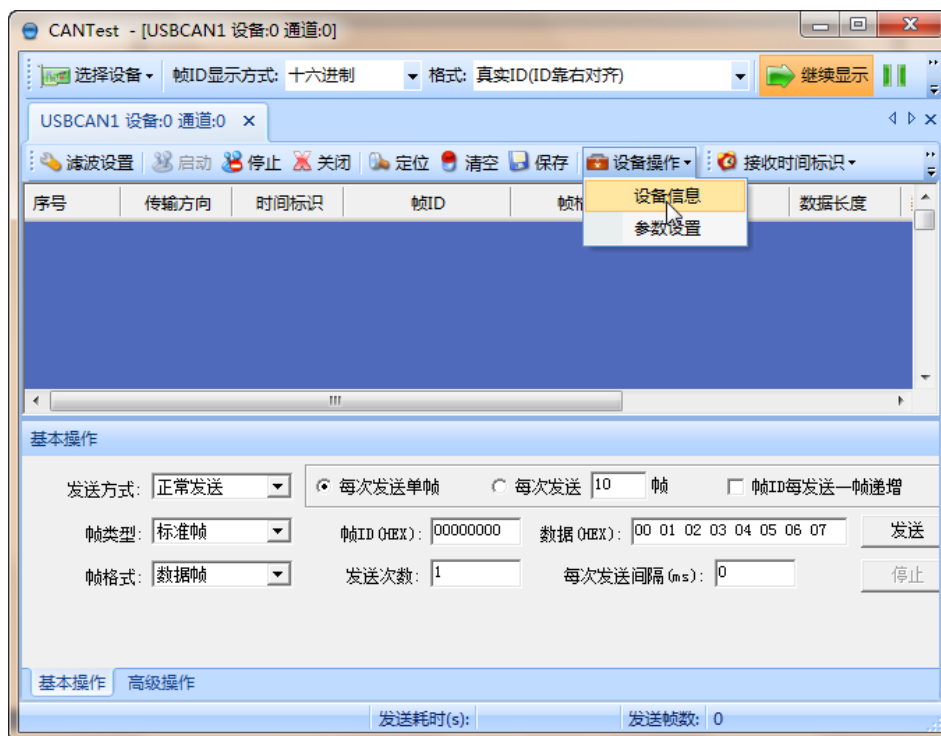 CANTest - [USBCAN1 设备:0 通道:0]
选择设备 帧ID显示方式: 十六进制 格式: 真实ID(ID靠右对齐) 继续显示
USBCAN1 设备:0 通道:0
滤波设置 启动 停止 关闭 定位 清空 保存 设备操作 接收时间标识
序号 传输方向 时间标识 帧ID 数据长度
设备信息
参数设置
基本操作
发送方式: 正常发送 每次发送单帧 每次发送 10 帧 帧ID每发送一帧递增
帧类型: 标准帧 帧ID(HEX): 00000000 数据(HEX): 00 01 02 03 04 05 06 07 发送
帧格式: 数据帧 发送次数: 1 每次发送间隔(ms): 0 停止
基本操作 高级操作
发送耗时(s): 发送帧数: 0